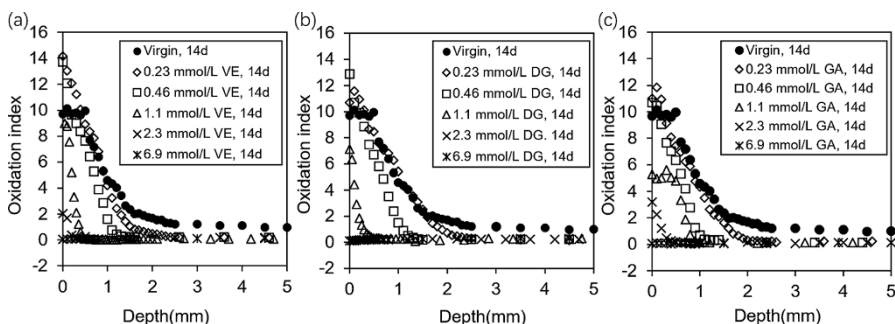 (a)
Oxidation index
16
14
12
10
8
6
4
2
0
-2
Virgin, 14d
0.23 mmol/L VE, 14d
0.46 mmol/L VE, 14d
1.1 mmol/L VE, 14d
2.3 mmol/L VE, 14d
6.9 mmol/L VE, 14d
0 1 2 3 4 5
Depth(mm)
(b)
Oxidation index
16
14
12
10
8
6
4
2
0
-2
Virgin, 14d
0.23 mmol/L DG, 14d
0.46 mmol/L DG, 14d
1.1 mmol/L DG, 14d
2.3 mmol/L DG. 14d
6.9 mmol/L DG, 14d
0 1 2 3 4 5
Depth(mm)
(c)
Oxidation index
16
14
12
10
8
6
4
2
0
-2
Virgin, 14d
0.23 mmol/L GA, 14d
0.46 mmol/L GA, 14d
1.1 mmol/L GA, 14d
2.3 mmol/L GA, 14d
6.9 mmol/L GA, 14d
0 1 2 3 4 5
Depth(mm)